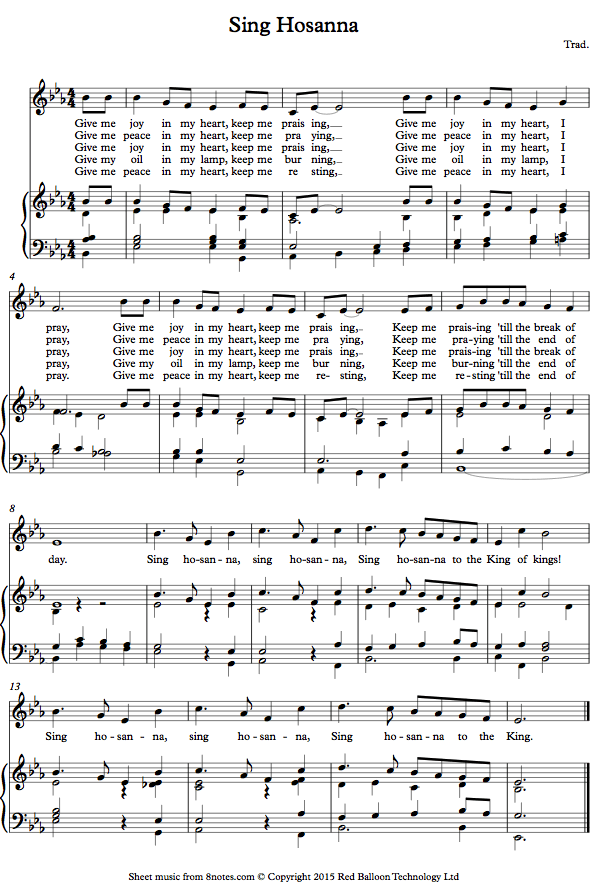 Sing Hosanna
Trad.
Give me joy in my heart, keep me prais ing, Give me joy in my heart, I
Give me peace in my heart, keep me pra ying, Give me peace in my heart, I
Give me joy in my heart, keep me prais ing, Give me joy in my heart, I
Give my oil in my lamp, keep me bur ning, Give me oil in my lamp, I
Give me peace in my heart, keep me re sting, Give me peace in my heart, I
4
pray, Give me joy in my heart, keep me prais ing, Keep me prais-ing 'till the break of
pray, Give me peace in my heart, keep me pra ying, Keep me pra-ying 'till the end of
pray, Give me joy in my heart, keep me prais ing, Keep me prais-ing 'till the break of
pray, Give my oil in my lamp, keep me bur ning, Keep me bur-ning 'till the end of
pray. Give me peace in my heart, keep me re- sting, Keep me re-sting 'till the end of
8
day. Sing ho-san-na, sing ho-san-na, Sing ho-san-na to the King of kings!
13
Sing ho-san-na, sing ho-san-na, Sing ho-san-na to the King.
Sheet music from 8notes.com © Copyright 2015 Red Balloon Technology Ltd